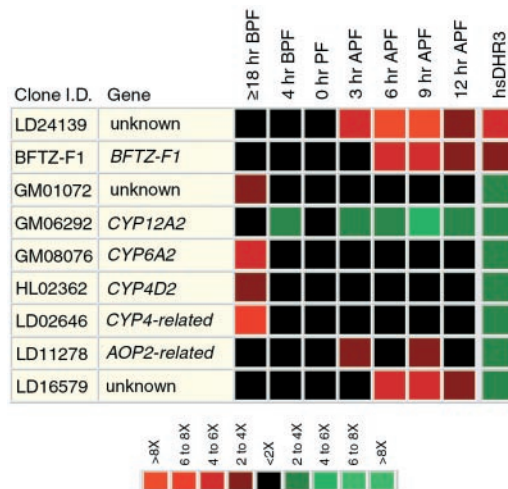 Clone I.D. Gene ≥18 hr BPF 4 hr BPF 0 hr PF 3 hr APF 6 hr APF 9 hr APF 12 hr APF hsDHR3
LD24139 unknown
BFTZ-F1 BFTZ-F1
GM01072 unknown
GM06292 CYP12A2
GM08076 CYP6A2
HL02362 CYP4D2
LD02646 CYP4-related
LD11278 AOP2-related
LD16579 unknown
>8X 6 to 8X 4 to 6X 2 to 4X <2X 2 to 4X 4 to 6X 6 to 8X >8X